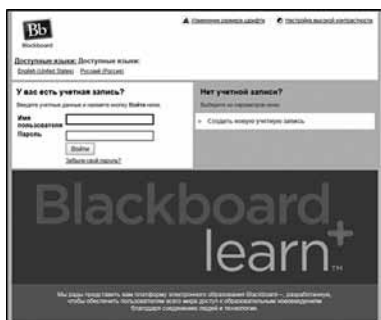 Bb
Blackboard
Изменение размера шрифта Настройка высокой контрастности
Доступные языки: Доступные языки:
English (United States) Русский (Россия)
У вас есть учетная запись?
Введите учетные данные и нажмите кнопку Войти ниже.
Имя
пользователя
Пароль
Войти
Забыли свой пароль?
Нет учетной записи?
Выберите из параметров ниже.
Создать новую учетную запись
Blackboard
learn+
TM
Мы рады представить вам платформу электронного образования Blackboard—, разработанную,
чтобы обеспечить пользователям всего мира доступ к образовательным нововведениям
благодаря соединению людей и технологии.